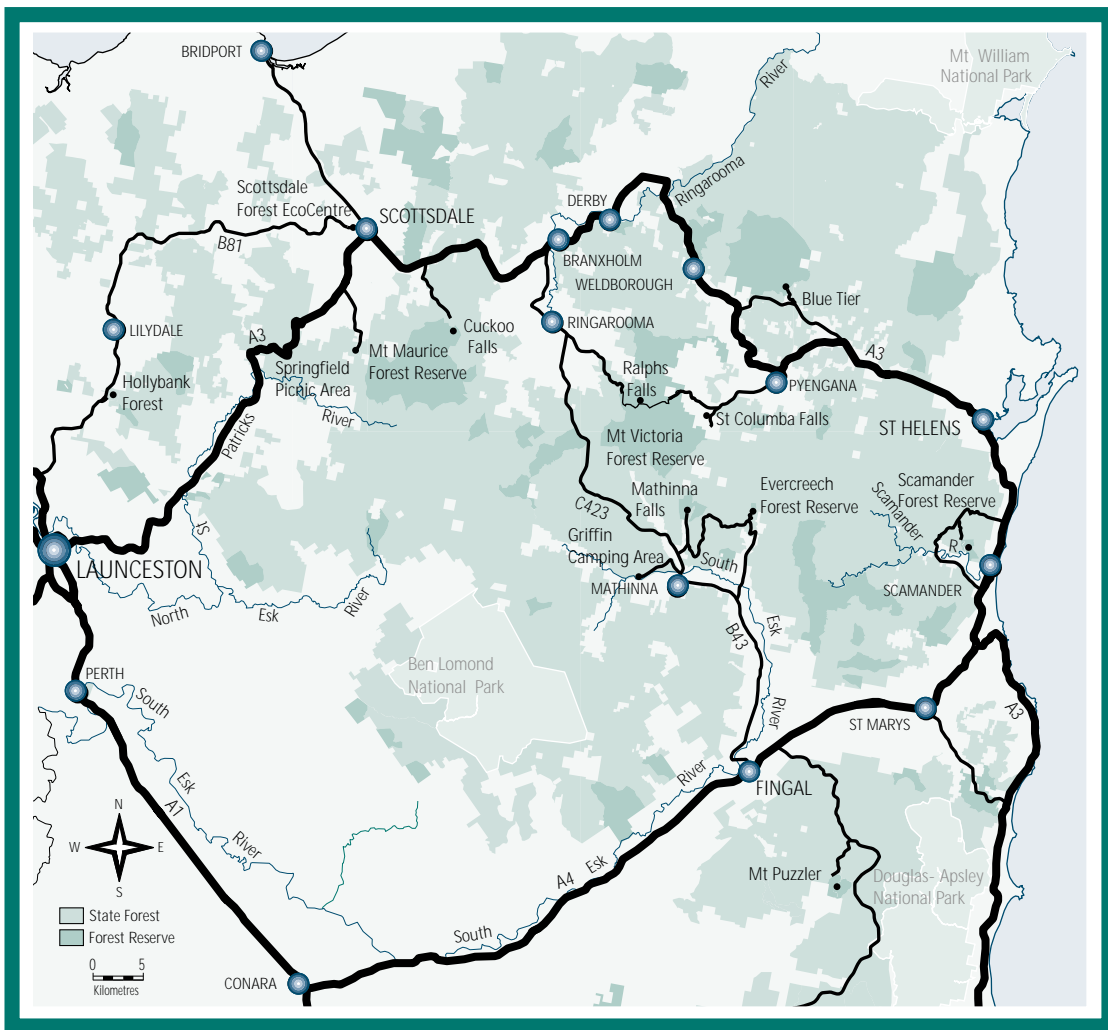 BRIDPORT
Mt William
National Park
River
Ringarooma
Scottsdale
Forest EcoCentre
SCOTTSDALE
DERBY
B81
BRANXHOLM
WELDBOROUGH
Blue Tier
LILYDALE
A3
RINGAROOMA
Cuckoo
Falls
A3
Springfield
Picnic Area
Mt Maurice
Forest Reserve
Hollybank
Forest
Ralphs
Falls
PYENGANA
River
Patricks
St Columba Falls
ST HELENS
Mt Victoria
Forest Reserve
Mathinna
Falls
Evercreech
Forest Reserve
Scamander
Forest Reserve
C423
Scamander
R.
St
Griffin
Camping Area
South
LAUNCESTON
MATHINNA
SCAMANDER
North
Esk
River
B43
Esk
Ben Lomond
National Park
PERTH
South
River
ST MARYS
A3
Esk
River
FINGAL
A1
N
W
E
S
River
A4
Esk
Mt Puzzler
Douglas- Apsley
National Park
State Forest
Forest Reserve
South
0 5
Kilometres
CONARA